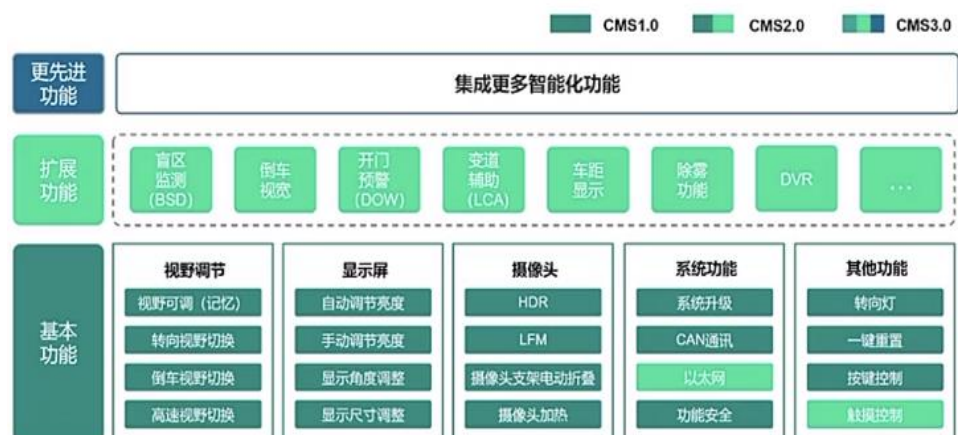 CMS1.0
CMS2.0
CMS3.0
更先进
功能
集成更多智能化功能
扩展
功能
盲区
监测
(BSD)
倒车
视宽
开门
预警
(DOW)
变道
辅助
(LCA)
车距
显示
除雾
功能
DVR
...
基本
功能
视野调节
视野可调（记忆）
转向视野切换
倒车视野切换
高速视野切换
显示屏
自动调节亮度
手动调节亮度
显示角度调整
显示尺寸调整
摄像头
HDR
LFM
摄像头支架电动折叠
摄像头加热
系统功能
系统升级
CAN通讯
以太网
功能安全
其他功能
转向灯
一键重置
按键控制
触摸控制